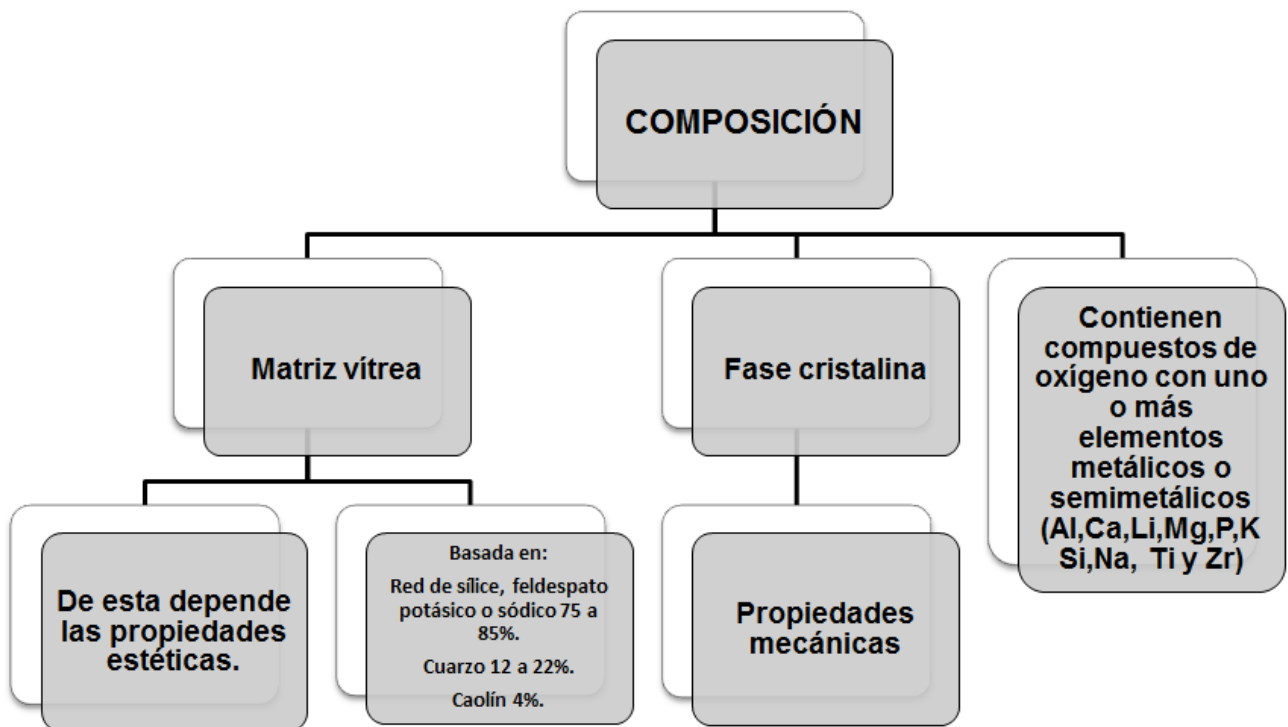 COMPOSICIÓN
Matriz vítrea
Fase cristalina
Contienen
compuestos de
oxígeno con uno
o más
elementos
metálicos o
semimetálicos
(Al,Ca,Li,Mg,P,K
Si,Na, Ti y Zr)
De esta depende
las propiedades
estéticas.
Basada en:
Red de sílice, feldespato
potásico o sódico 75 a
85%.
Cuarzo 12 a 22%.
Caolín 4%.
Propiedades
mecánicas